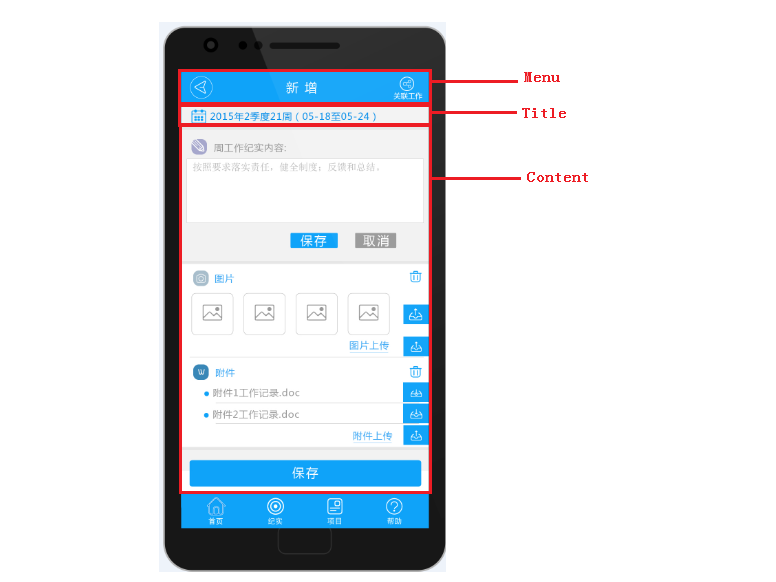 新 增
关联工作
Menu
2015年2季度21周（05-18至05-24）
Title
周工作纪实内容:
按照要求落实责任，健全制度；反馈和总结。
Content
保存
取消
图片
图片上传
W 附件
附件1工作记录.doc
附件2工作记录.doc
附件上传
保存
首页
纪实
项目
帮助